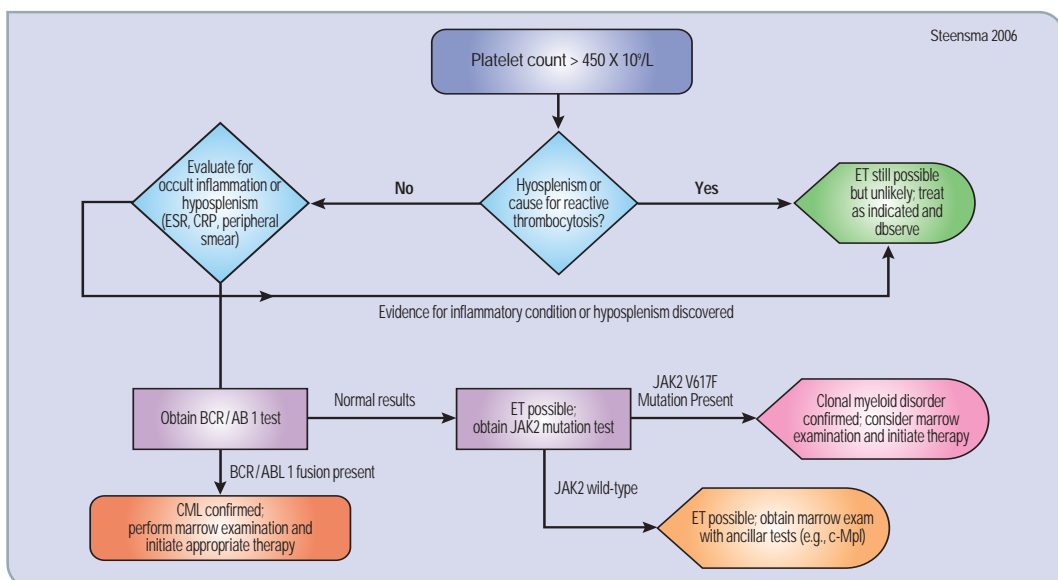 Steensma 2006
Platelet count > 450 X 10⁹/L
Evaluate for
occult inflammation or
hyposplenism
(ESR, CRP, peripheral
smear)
No
Hyosplenism or
cause for reactive
thrombocytosis?
Yes
ET still possible
but unlikely; treat
as indicated and
dbserve
Evidence for inflammatory condition or hyposplenism discovered
Obtain BCR/AB 1 test
Normal results
ET possible;
obtain JAK2 mutation test
JAK2 V617F
Mutation Present
Clonal myeloid disorder
confirmed; consider marrow
examination and initiate therapy
BCR/ABL 1 fusion present
JAK2 wild-type
CML confirmed;
perform marrow examination and
initiate appropriate therapy
ET possible; obtain marrow exam
with ancillar tests (e.g., c-Mpl)